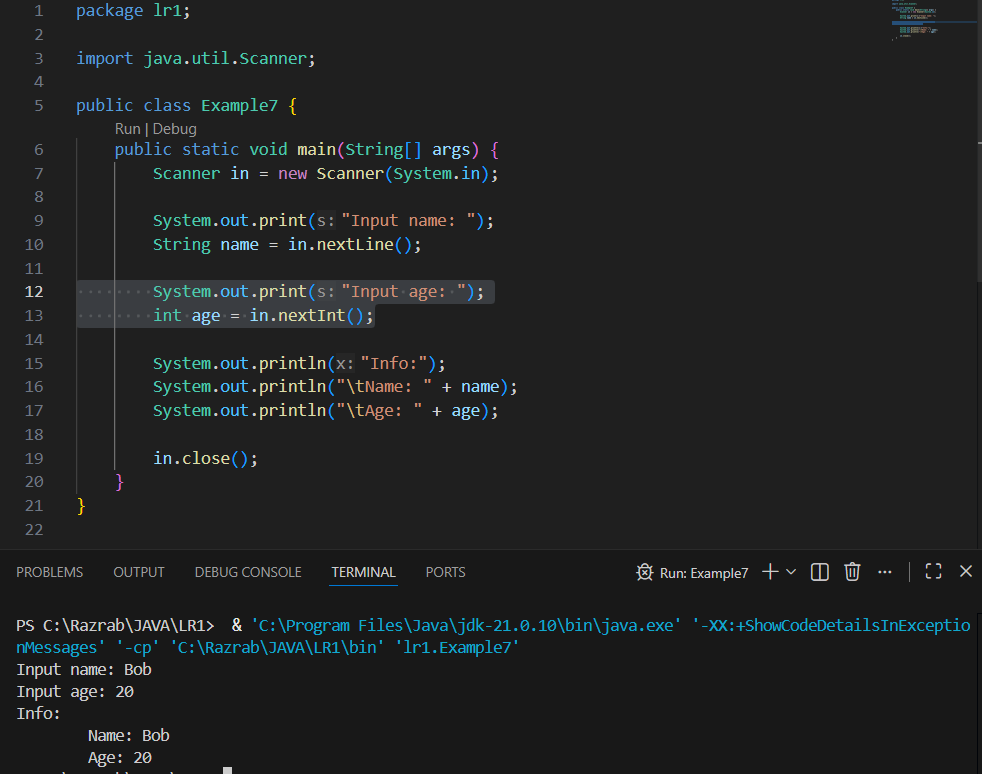 1 package lr1;
2
3 import java.util.Scanner;
4
5 public class Example7 {
Run | Debug
6 public static void main(String[] args) {
7 Scanner in = new Scanner(System.in);
8
9 System.out.print(s: "Input name: ");
10 String name = in.nextLine();
11
12 System.out.print(s: "Input age: ");
13 int age = in.nextInt();
14
15 System.out.println(x: "Info:");
16 System.out.println("\tName: " + name);
17 System.out.println("\tAge: " + age);
18
19 in.close();
20 }
21 }
22
PROBLEMS OUTPUT DEBUG CONSOLE TERMINAL PORTS Run: Example7
PS C:\Razrab\JAVA\LR1> & 'C:\Program Files\Java\jdk-21.0.10\bin\java.exe' '-XX:+ShowCodeDetailsInExceptio
nMessages' '-cp' 'C:\Razrab\JAVA\LR1\bin' 'lr1.Example7'
Input name: Bob
Input age: 20
Info:
Name: Bob
Age: 20